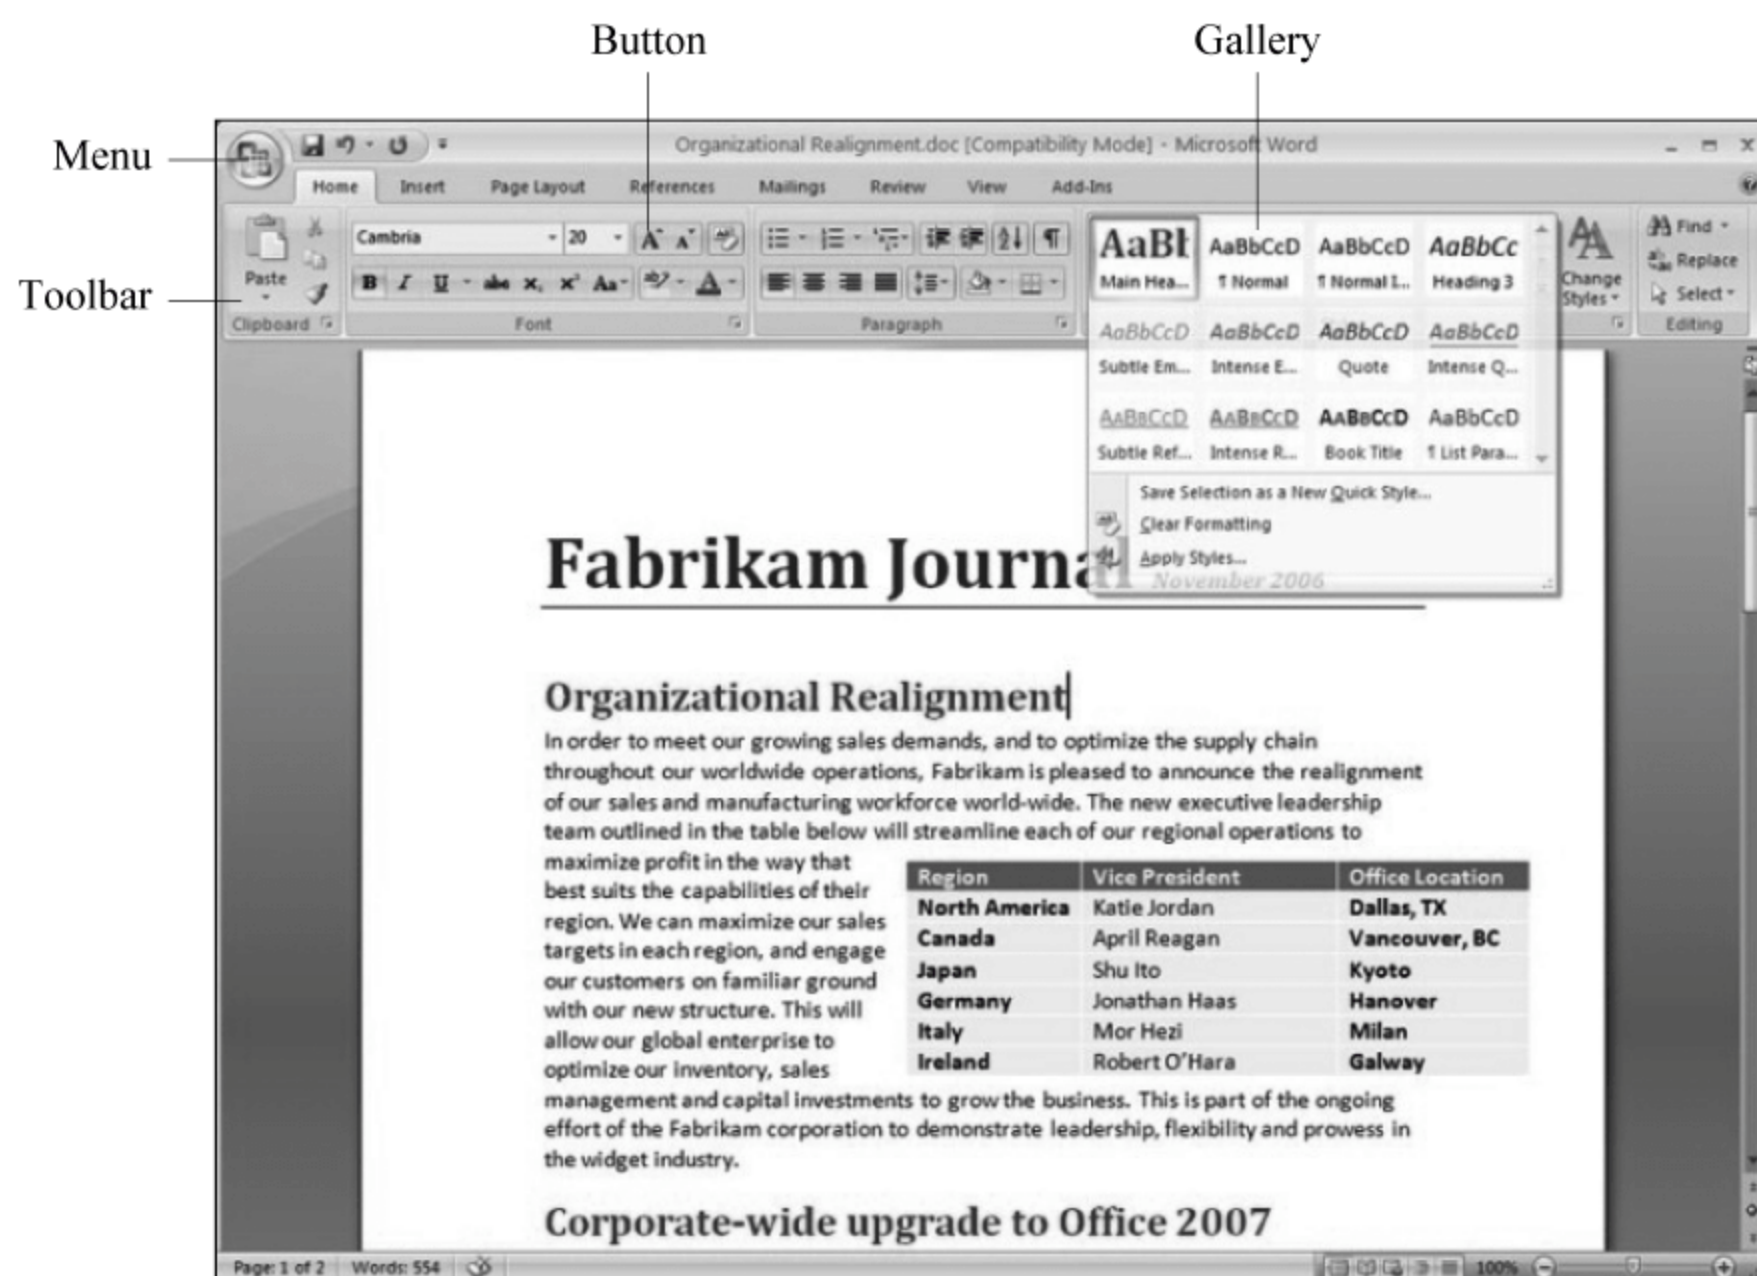 Button
Gallery
Menu
Toolbar
Organizational Realignment.doc [Compatibility Mode] - Microsoft Word
Home Insert Page Layout References Mailings Review View Add-Ins
Cambria 20 A A
AaBb AaBbCcD AaBbCcD AaBbCc
Find
Main Hea... ¶ Normal ¶ Normal I... Heading 3
Replace
Paste
B I U abc x, x² Aa A
Change
Styles
Select
Clipboard Font Paragraph
Editing
AaBbCcD AaBbCcD AaBbCcD AaBbCcD
Subtle Em... Intense E... Quote Intense Q...
AABBCCD AABBCCD AABBCCD AaBbCcD
Subtle Ref... Intense R... Book Title ¶ List Para...
Save Selection as a New Quick Style...
Clear Formatting
Apply Styles...
Fabrikam Journal
November 2006
Organizational Realignment
In order to meet our growing sales demands, and to optimize the supply chain
throughout our worldwide operations, Fabrikam is pleased to announce the realignment
of our sales and manufacturing workforce world-wide. The new executive leadership
team outlined in the table below will streamline each of our regional operations to
maximize profit in the way that
best suits the capabilities of their
region. We can maximize our sales
targets in each region, and engage
our customers on familiar ground
with our new structure. This will
allow our global enterprise to
optimize our inventory, sales
Region Vice President Office Location
North America Katie Jordan Dallas, TX
Canada April Reagan Vancouver, BC
Japan Shu Ito Kyoto
Germany Jonathan Haas Hanover
Italy Mor Hezi Milan
Ireland Robert O'Hara Galway
management and capital investments to grow the business. This is part of the ongoing
effort of the Fabrikam corporation to demonstrate leadership, flexibility and prowess in
the widget industry.
Corporate-wide upgrade to Office 2007
Page: 1 of 2 Words: 554 100%